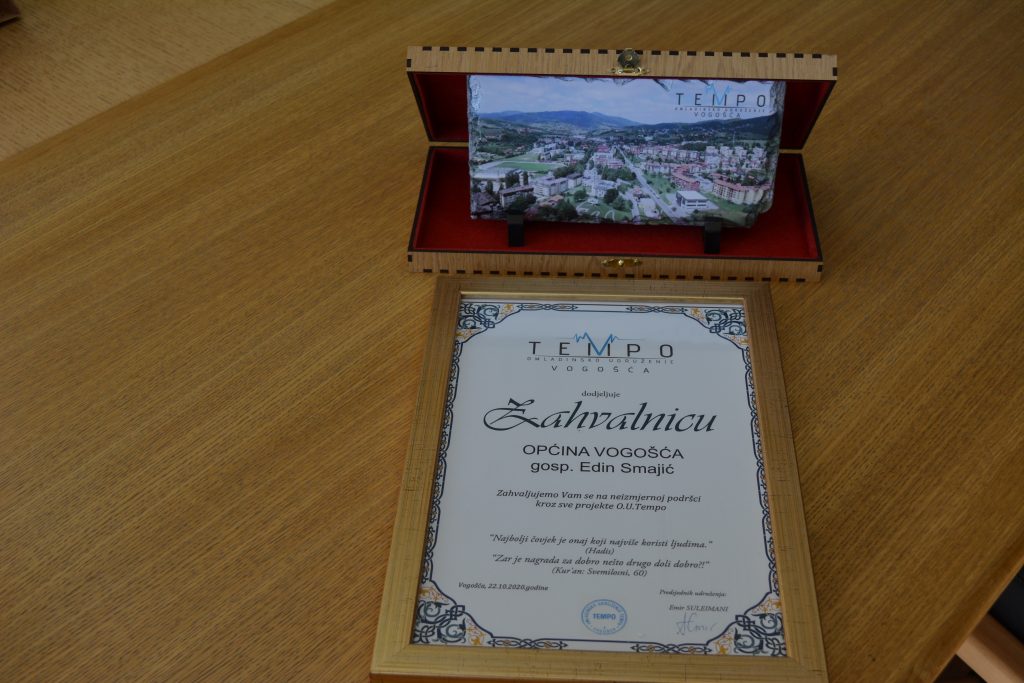 TEMPO
OMLADINSKO UDRUŽENJE
VOGOŠĆA
TEMPO
OMLADINSKO UDRUŽENJE
VOGOŠĆA
dodjeljuje
Zahvalnicu
OPĆINA VOGOŠĆA
gosp. Edin Smajić
Zahvaljujemo Vam se na neizmjernoj podršci
kroz sve projekte O.U.Tempo
"Najbolji čovjek je onaj koji najviše koristi ljudima."
(Hadis)
"Zar je nagrada za dobro nešto drugo doli dobro?!"
(Kur'an: Svemilosni, 60)
Vogošća, 22.10.2020.godine
Predsjednik udruženja:
Emir SULEJMANI
TEMPO